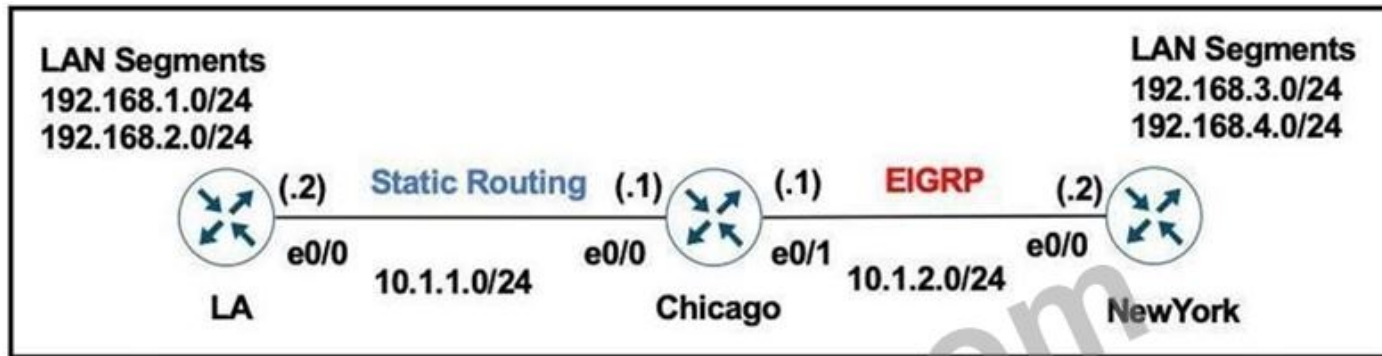 LAN Segments
192.168.1.0/24
192.168.2.0/24
LAN Segments
192.168.3.0/24
192.168.4.0/24
(.2) Static Routing (.1) (.1) EIGRP (.2)
e0/0 e0/0 e0/1 e0/0
10.1.1.0/24 10.1.2.0/24
LA Chicago NewYork
om